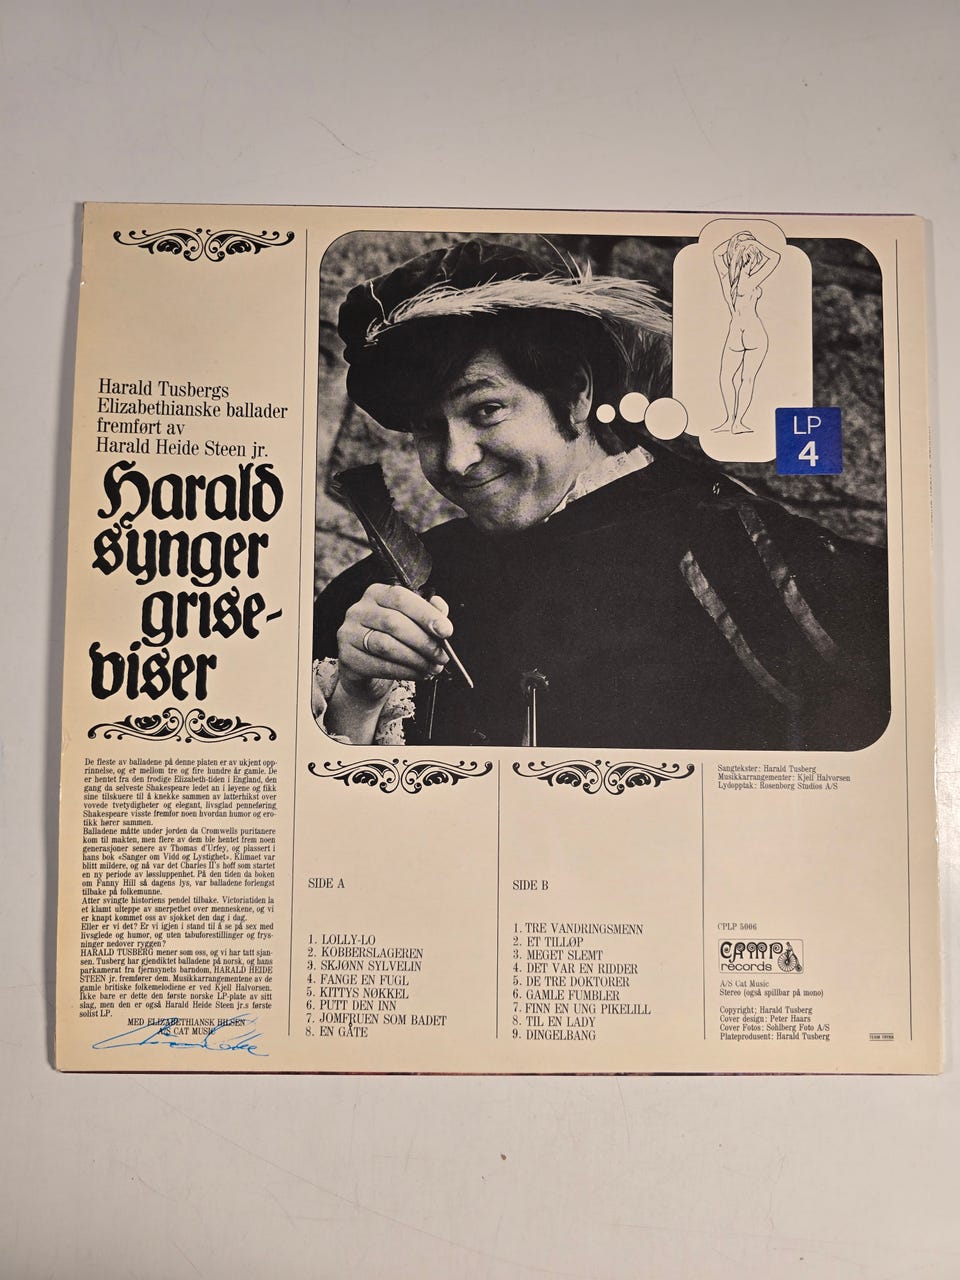 Harald Tusbergs
Elizabethianske ballader
fremført av
Harald Heide Steen jr.
Harald
synger
grise-
viser
De fleste av balladene på denne platen er av ukjent opp-
rinnelse, og er mellom tre og fire hundre år gamle. De
er hentet fra den frodige Elizabeth-tiden i England, den
gang da selveste Shakespeare ledet an i løyene og fikk
sine tilskuere til å knekke sammen av latterhikst over
vovede tvetydigheter og elegant, livsglad penneføring.
Shakespeare visste fremfor noen hvordan humor og ero-
tikk hører sammen.
Balladene måtte under jorden da Cromwells puritanere
kom til makten, men flere av dem ble hentet frem noen
generasjoner senere av Thomas d'Urfey, og plassert i
hans bok «Sanger om Vidd og Lystighet». Klimaet var
blitt mildere, og nå var det Charles II's hoff som startet
en ny periode av løssluppenhet. På den tiden da boken
om Fanny Hill så dagens lys, var balladene forlengst
tilbake på folkemunne.
Atter svingte historiens pendel tilbake. Victoriatiden la
et klamt ulteppe av snerpethet over menneskene, og vi
er knapt kommet oss av sjokket den dag i dag.
Eller er vi det? Er vi igjen i stand til å se på sex med
livsglede og humor, og uten tabuforestillinger og frys-
ninger nedover ryggen?
HARALD TUSBERG mener som oss, og vi har tatt sjan-
sen. Tusberg har gjendiktet balladene på norsk, og hans
parkamerat fra fjernsynets barndom, HARALD HEIDE
STEEN jr. fremfører dem. Musikkarrangementene av de
gamle britiske folkemelodiene er ved Kjell Halvorsen.
Ikke bare er dette den første norske LP-plate av sitt
slag, men den er også Harald Heide Steen jr.s første
solist LP.
MED ELIZABETHIANSK HILSEN
A/S CAT MUSIC
LP
4
SIDE A
1. LOLLY-LO
2. KOBBERSLAGEREN
3. SKJØNN SYLVELIN
4. FANGE EN FUGL
5. KITTYS NØKKEL
6. PUTT DEN INN
7. JOMFRUEN SOM BADET
8. EN GÅTE
SIDE B
1. TRE VANDRINGSMENN
2. ET TILLØP
3. MEGET SLEMT
4. DET VAR EN RIDDER
5. DE TRE DOKTORER
6. GAMLE FUMBLER
7. FINN EN UNG PIKELILL
8. TIL EN LADY
9. DINGELBANG
Sangtekster: Harald Tusberg
Musikkarrangementer: Kjell Halvorsen
Lydopptak: Rosenborg Studios A/S
CPLP 5006
CAMP
records
A/S Cat Music
Stereo (også spillbar på mono)
Copyright: Harald Tusberg
Cover design: Peter Haars
Cover Fotos: Sohlberg Foto A/S
Plateprodusent: Harald Tusberg